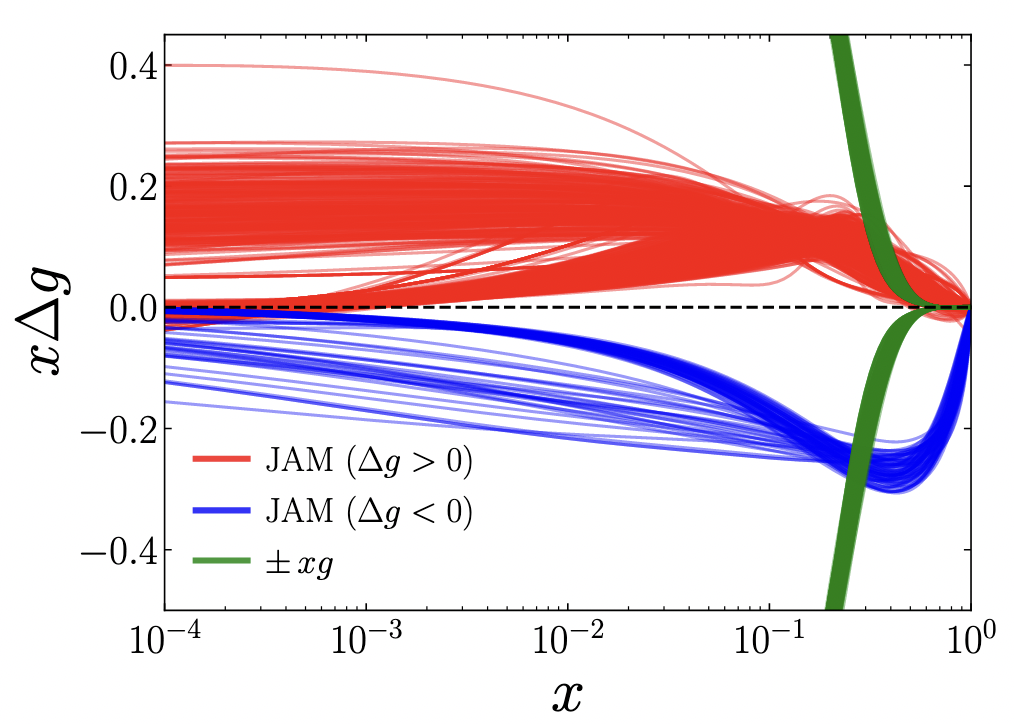 0.4
0.2
0.0
−0.2
−0.4
xΔg
JAM (Δg > 0)
JAM (Δg < 0)
± xg
10⁻⁴ 10⁻³ 10⁻² 10⁻¹ 10⁰
x